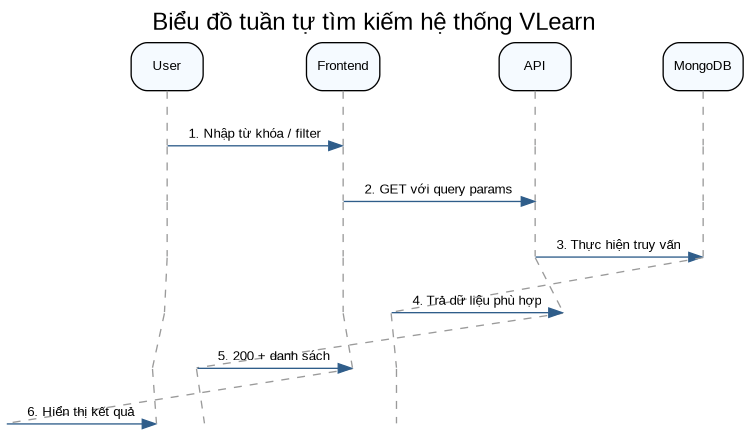 Biểu đồ tuần tự tìm kiếm hệ thống VLearn
User
Frontend
API
MongoDB
1. Nhập từ khóa / filter
2. GET với query params
3. Thực hiện truy vấn
4. Trả dữ liệu phù hợp
5. 200 + danh sách
6. Hiển thị kết quả